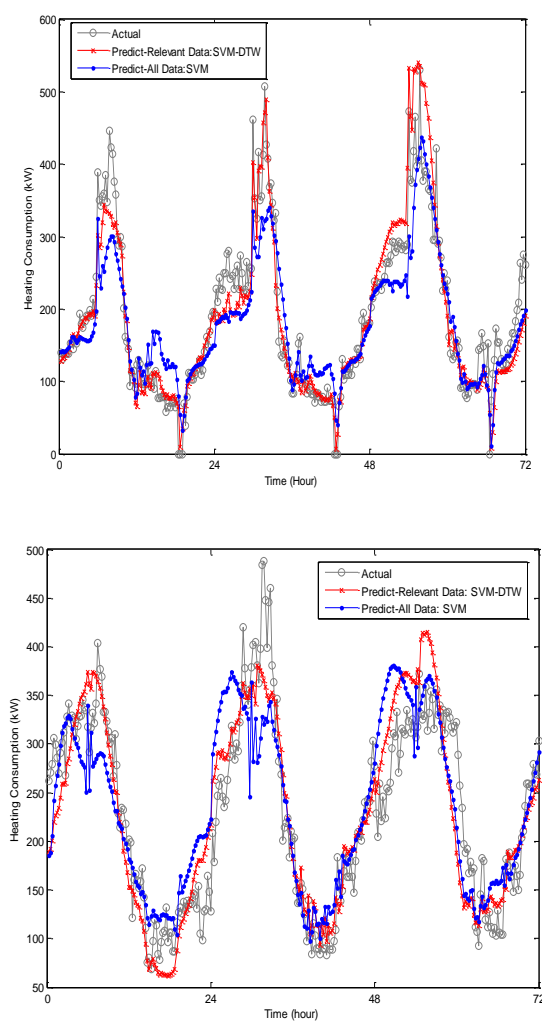 600
500
400
300
200
100
0
Heating Consumption (kW)
Actual
Predict-Relevant Data:SVM-DTW
Predict-All Data:SVM
0
24
48
72
Time (Hour)
500
450
400
350
300
250
200
150
100
50
Heating Consumption (kW)
Actual
Predict-Relevant Data: SVM-DTW
Predict-All Data: SVM
0
24
48
72
Time (hour)